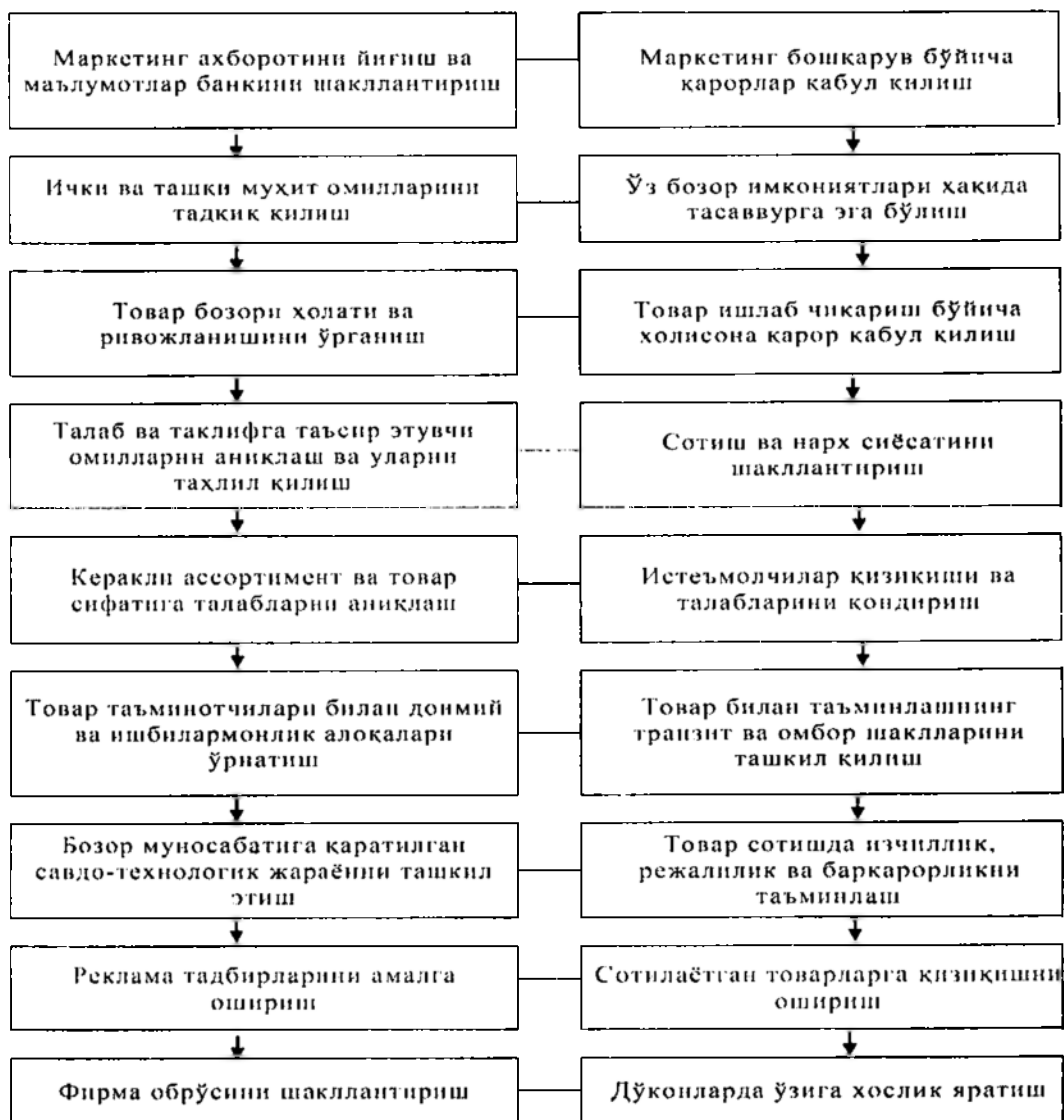 Маркетинг ахборотини йиғиш ва
маълумотлар банкини шакллантириш
Маркетинг бошқарув бўйича
қарорлар қабул қилиш
Ички ва ташқи муҳит омилларини
тадқиқ қилиш
Ўз бозор имкониятлари ҳақида
тасаввурга эга бўлиш
Товар бозори ҳолати ва
ривожланишини ўрганиш
Товар ишлаб чиқариш бўйича
холисона қарор қабул қилиш
Талаб ва таклифга таъсир этувчи
омилларни аниқлаш ва уларни
таҳлил қилиш
Сотиш ва нарх сиёсатини
шакллантириш
Керакли ассортимент ва товар
сифатига талабларни аниқлаш
Истеъмолчилар қизиқиши ва
талабларини қондириш
Товар таъминотчилари билан доимий
ва ишбилармонлик алоқалари
ўрнатиш
Товар билан таъминлашнинг
транзит ва омбор шаклларини
ташкил қилиш
Бозор муносабатига қаратилган
савдо-технологик жараённи ташкил
этиш
Товар сотишда изчиллик,
режалилик ва барқарорликни
таъминлаш
Реклама тадбирларини амалга
ошириш
Сотилаётган товарларга қизиқишни
ошириш
Фирма обрўсини шакллантириш
Дўконларда ўзига хослик яратиш